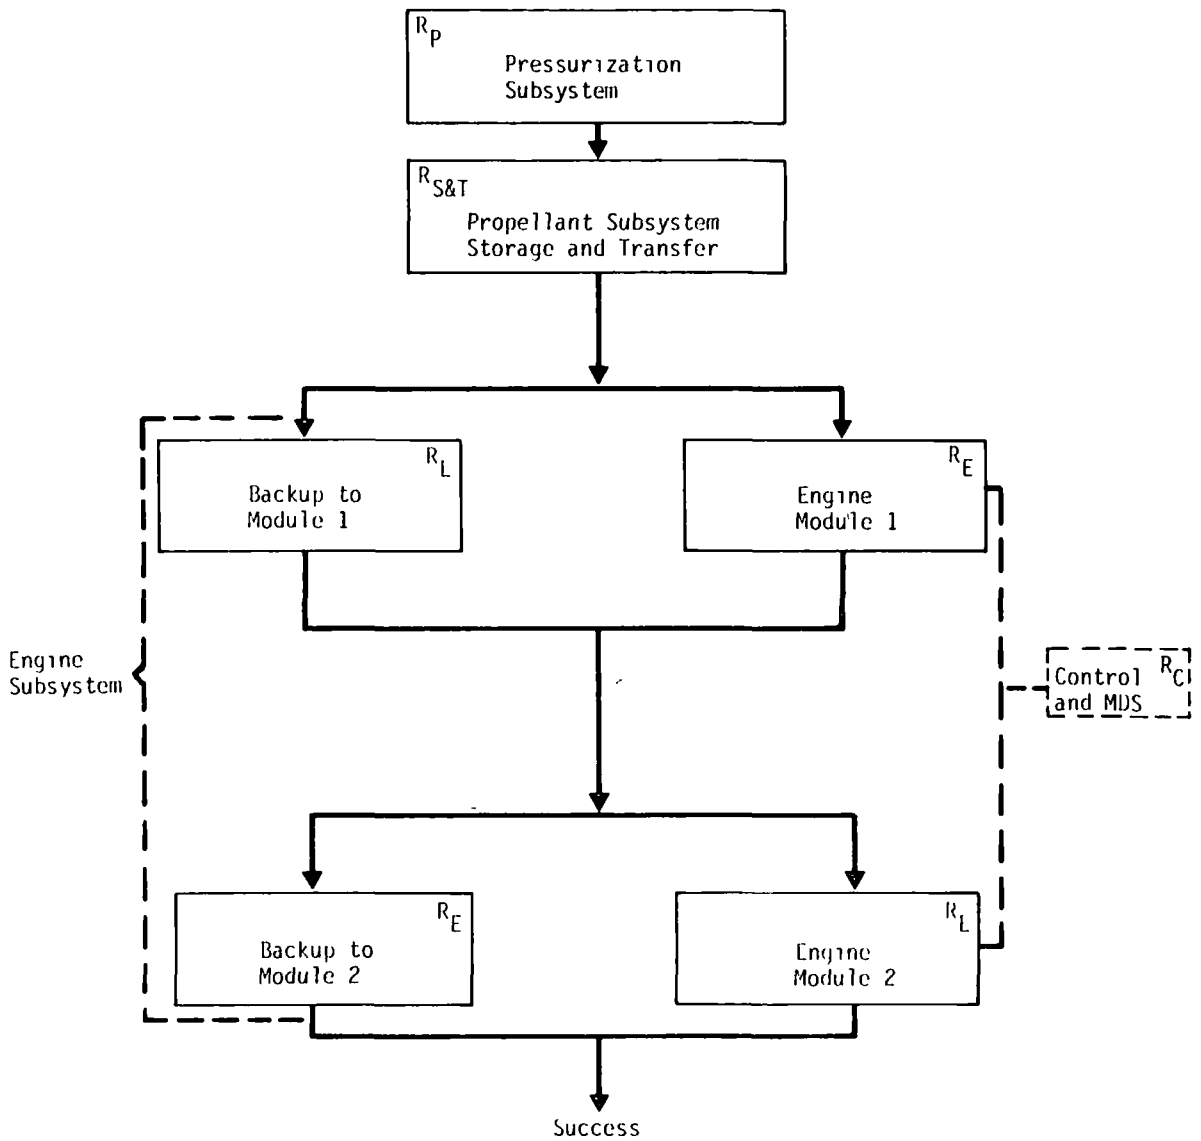 R_P
Pressurization
Subsystem
R_S&T
Propellant Subsystem
Storage and Transfer
R_L
Backup to
Module 1
R_E
Engine
Module 1
Engine
Subsystem
Control R_C
and MDS
R_E
Backup to
Module 2
R_L
Engine
Module 2
Success